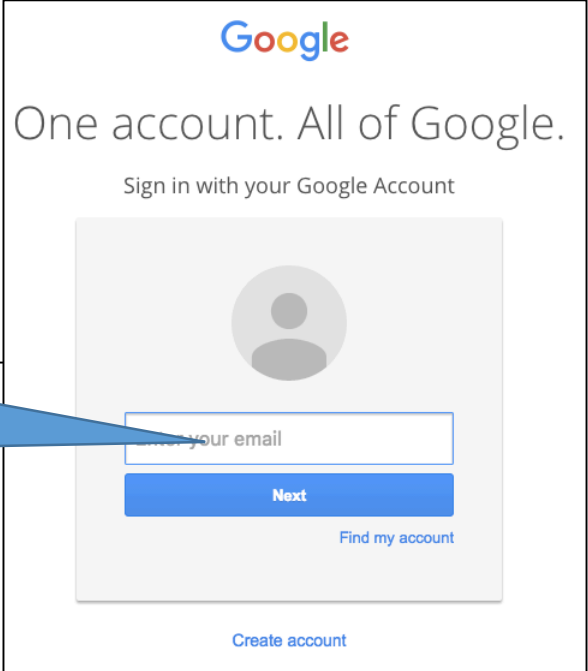 Google
One account. All of Google.
Sign in with your Google Account
your email
Next
Find my account
Create account